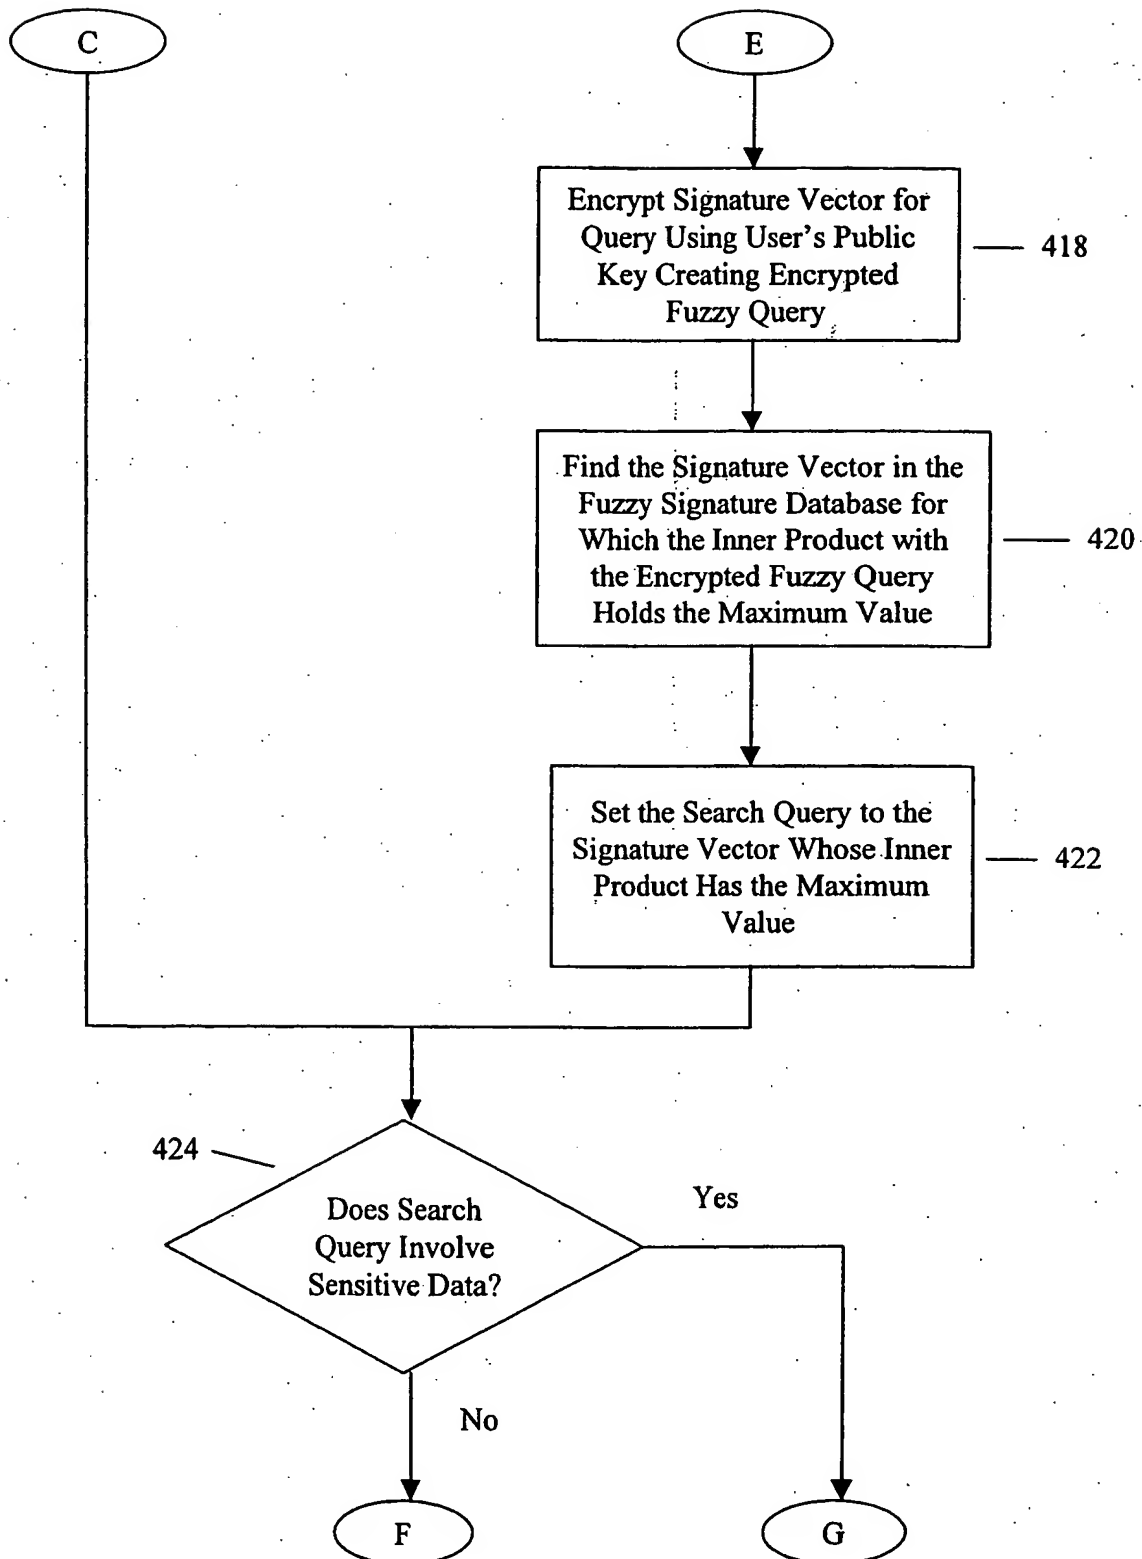 C
E
Encrypt Signature Vector for
Query Using User's Public
Key Creating Encrypted
Fuzzy Query
418
Find the Signature Vector in the
Fuzzy Signature Database for
Which the Inner Product with
the Encrypted Fuzzy Query
Holds the Maximum Value
420
Set the Search Query to the
Signature Vector Whose Inner
Product Has the Maximum
Value
422
424
Does Search
Query Involve
Sensitive Data?
Yes
No
F
G